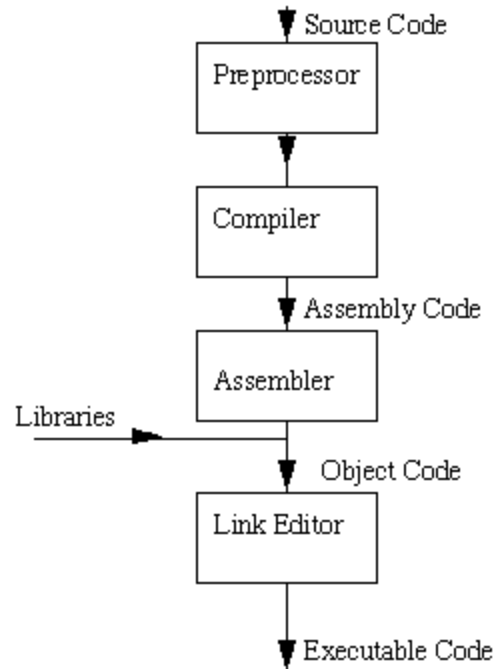 Source Code
Preprocessor
Compiler
Assembly Code
Assembler
Libraries
Object Code
Link Editor
Executable Code